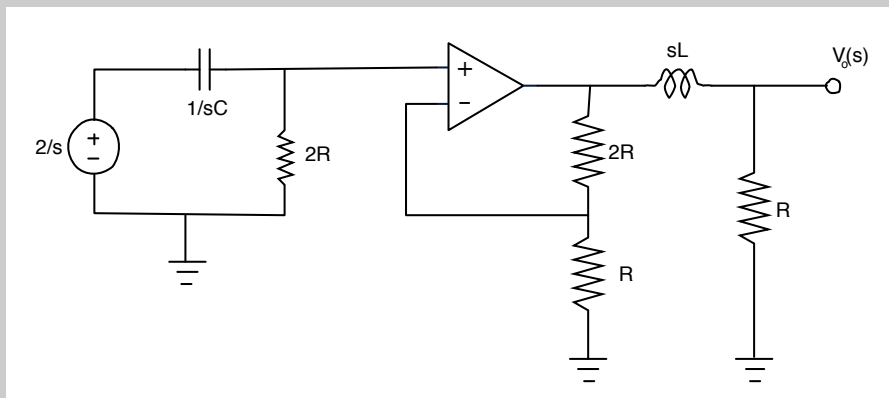 sL
V₀(s)
1/sC
+
−
2/s
+
−
2R
2R
R
R